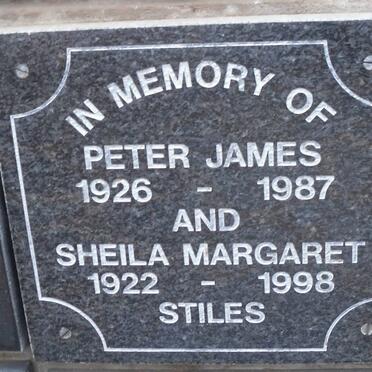 IN MEMORY OF
PETER JAMES
1926 - 1987
AND
SHEILA MARGARET
1922 - 1998
STILES